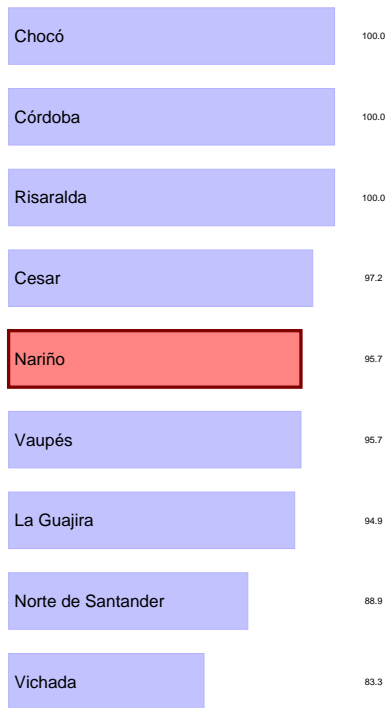 Chocó 100.0
Córdoba 100.0
Risaralda 100.0
Cesar 97.2
Nariño 95.7
Vaupés 95.7
La Guajira 94.9
Norte de Santander 88.9
Vichada 83.3